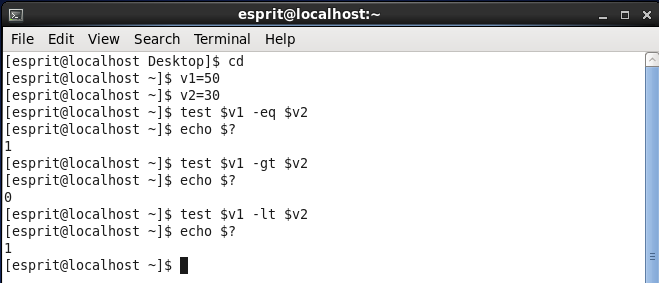 esprit@localhost:~
File Edit View Search Terminal Help
[esprit@localhost Desktop]$ cd
[esprit@localhost ~]$ v1=50
[esprit@localhost ~]$ v2=30
[esprit@localhost ~]$ test $v1 -eq $v2
[esprit@localhost ~]$ echo $?
1
[esprit@localhost ~]$ test $v1 -gt $v2
[esprit@localhost ~]$ echo $?
0
[esprit@localhost ~]$ test $v1 -lt $v2
[esprit@localhost ~]$ echo $?
1
[esprit@localhost ~]$